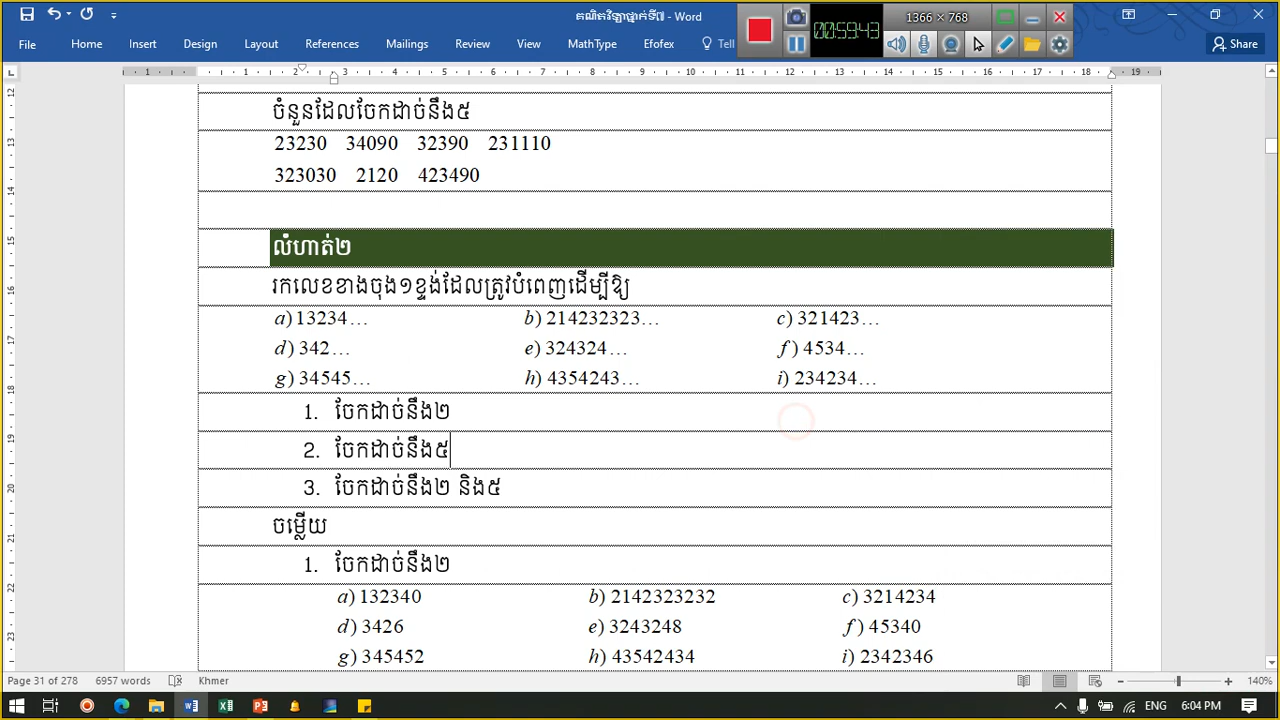 គណិតវិទ្យាថ្នាក់ទី៧ - Word
00:59:43
1366 × 768
File Home Insert Design Layout References Mailings Review View MathType Efofex Tell Share
ចំនួនដែលចែកដាច់នឹង៥
23230 34090 32390 231110
323030 2120 423490
លំហាត់២
រកលេខខាងចុង១ខ្ទង់ដែលត្រូវបំពេញដើម្បីឱ្យ
a) 13234… b) 214232323… c) 321423…
d) 342… e) 324324… f) 4534…
g) 34545… h) 4354243… i) 234234…
1. ចែកដាច់នឹង២
2. ចែកដាច់នឹង៥
3. ចែកដាច់នឹង២ និង៥
ចម្លើយ
1. ចែកដាច់នឹង២
a) 132340 b) 2142323232 c) 3214234
d) 3426 e) 3243248 f) 45340
g) 345452 h) 43542434 i) 2342346
Page 31 of 278 6957 words Khmer 140%
ENG 6:04 PM